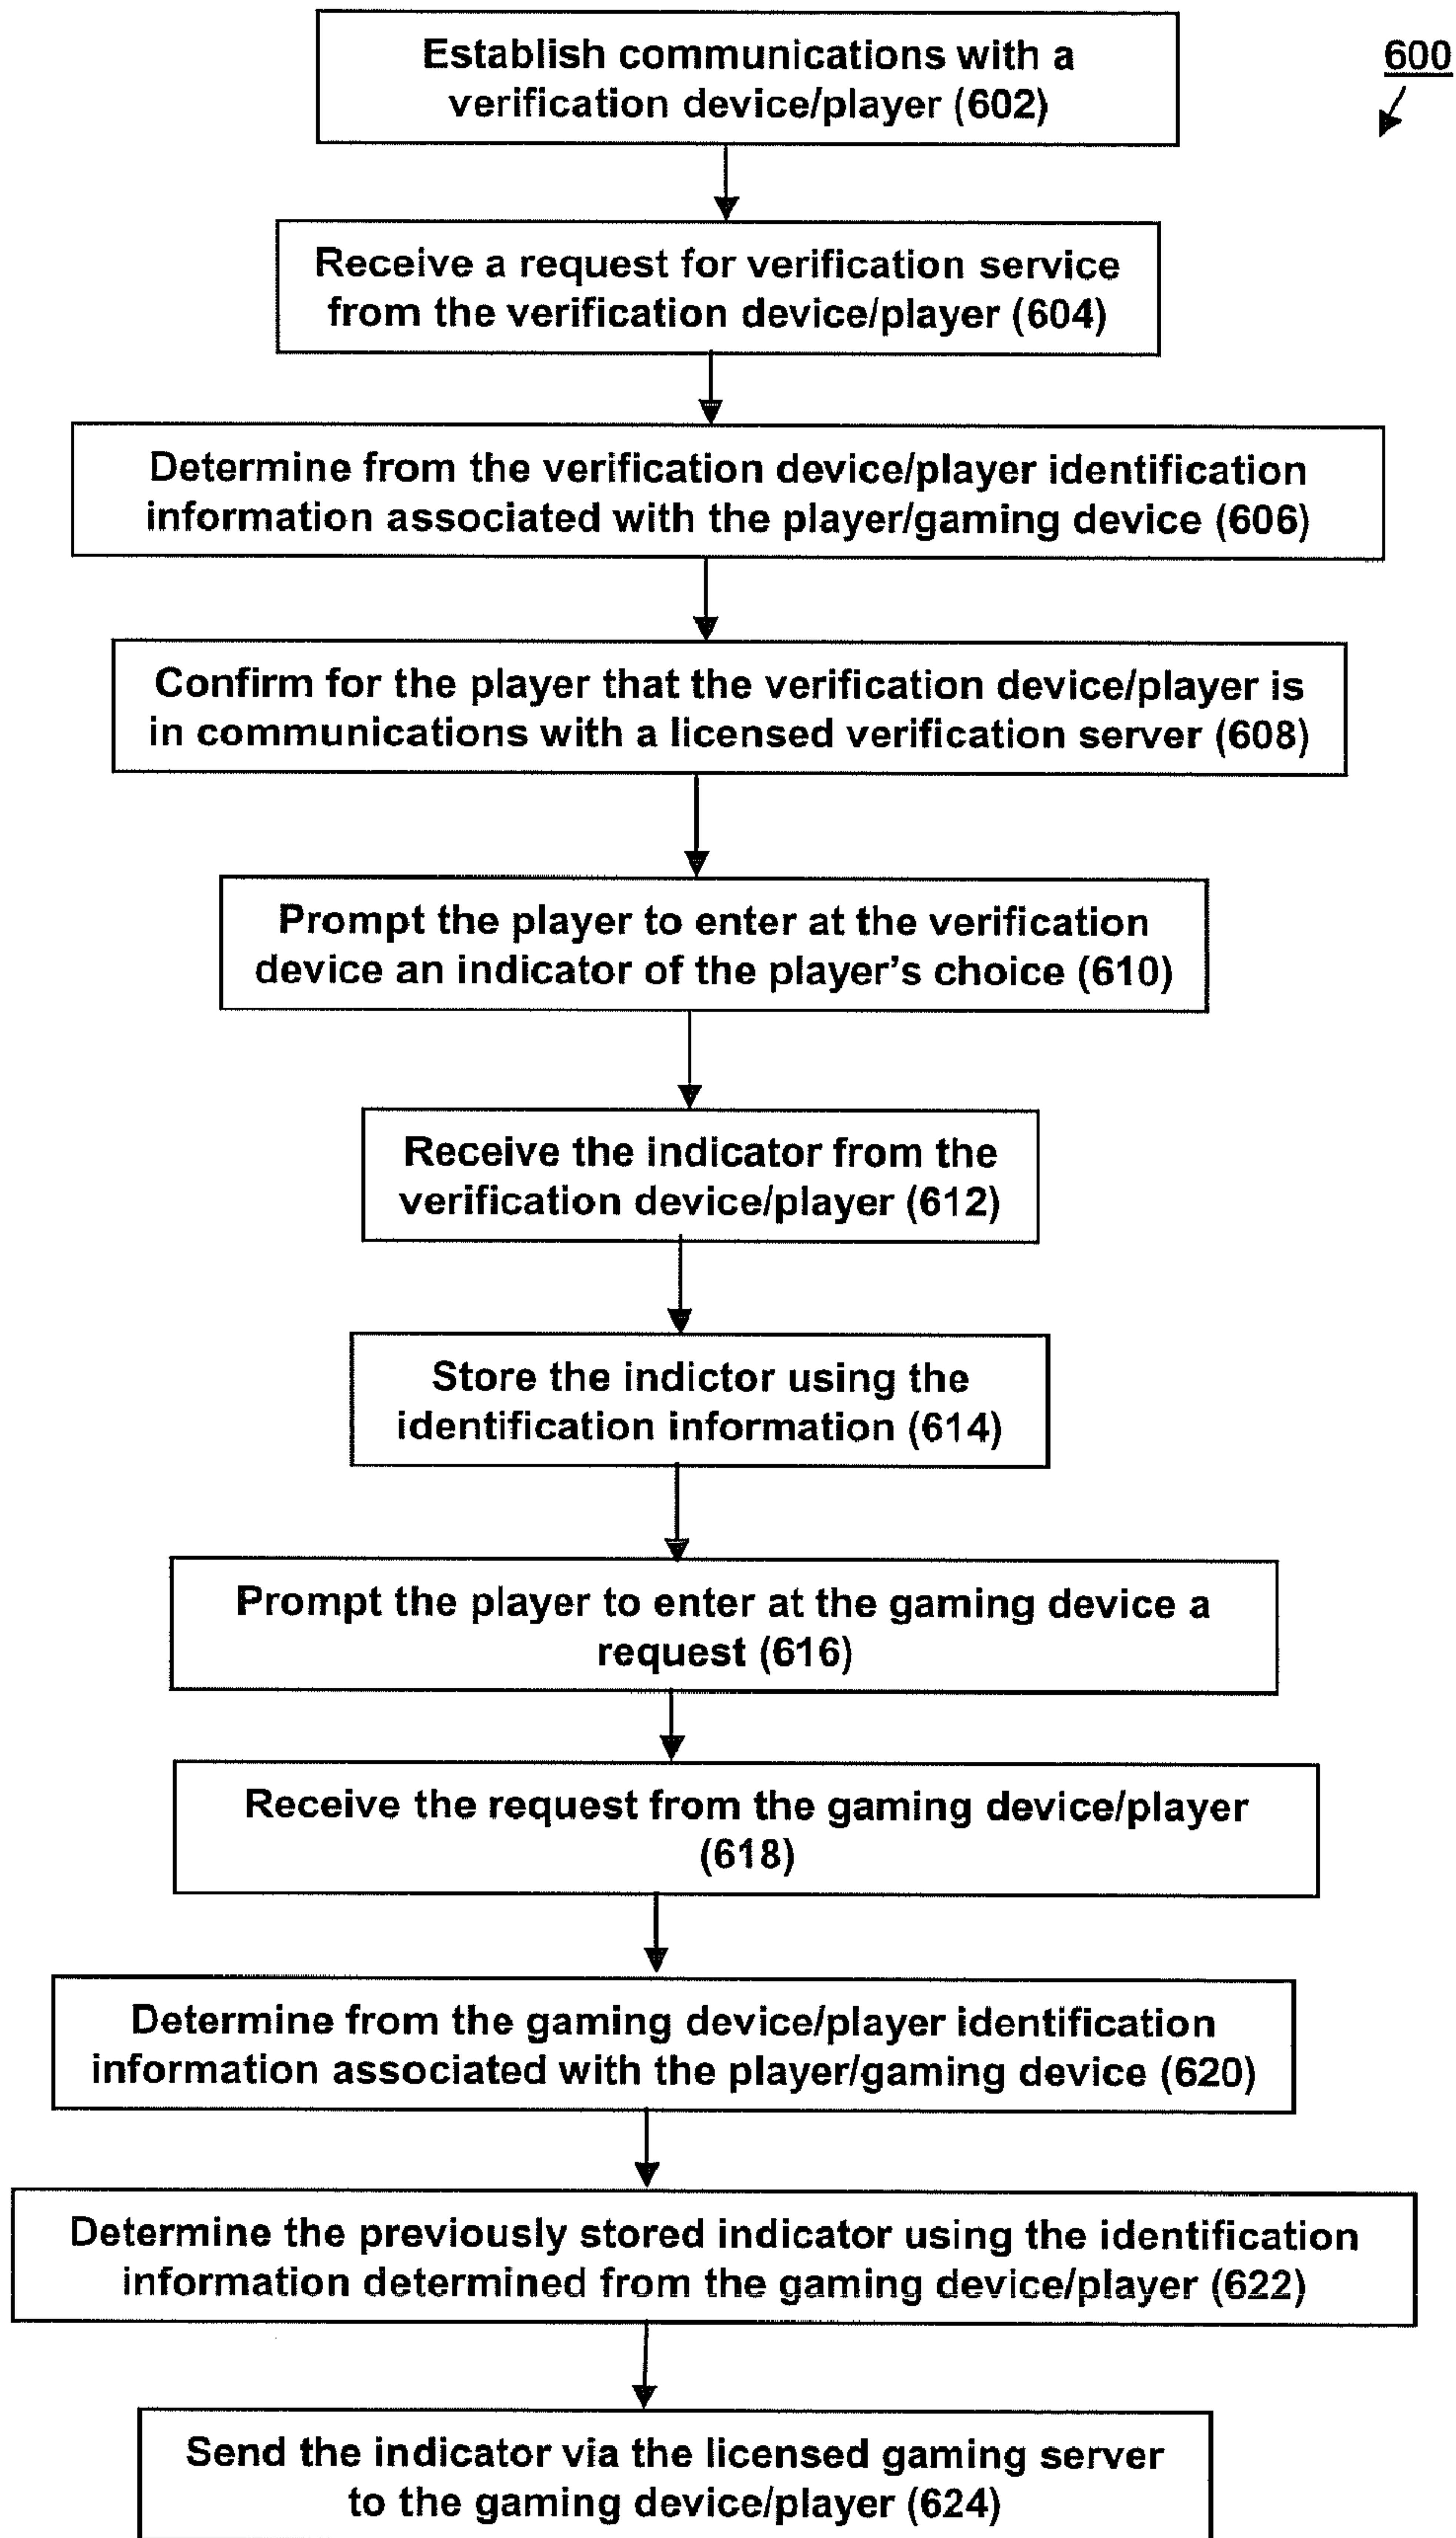 Establish communications with a
verification device/player (602)
600
Receive a request for verification service
from the verification device/player (604)
Determine from the verification device/player identification
information associated with the player/gaming device (606)
Confirm for the player that the verification device/player is
in communications with a licensed verification server (608)
Prompt the player to enter at the verification
device an indicator of the player's choice (610)
Receive the indicator from the
verification device/player (612)
Store the indictor using the
identification information (614)
Prompt the player to enter at the gaming device a
request (616)
Receive the request from the gaming device/player
(618)
Determine from the gaming device/player identification
information associated with the player/gaming device (620)
Determine the previously stored indicator using the identification
information determined from the gaming device/player (622)
Send the indicator via the licensed gaming server
to the gaming device/player (624)